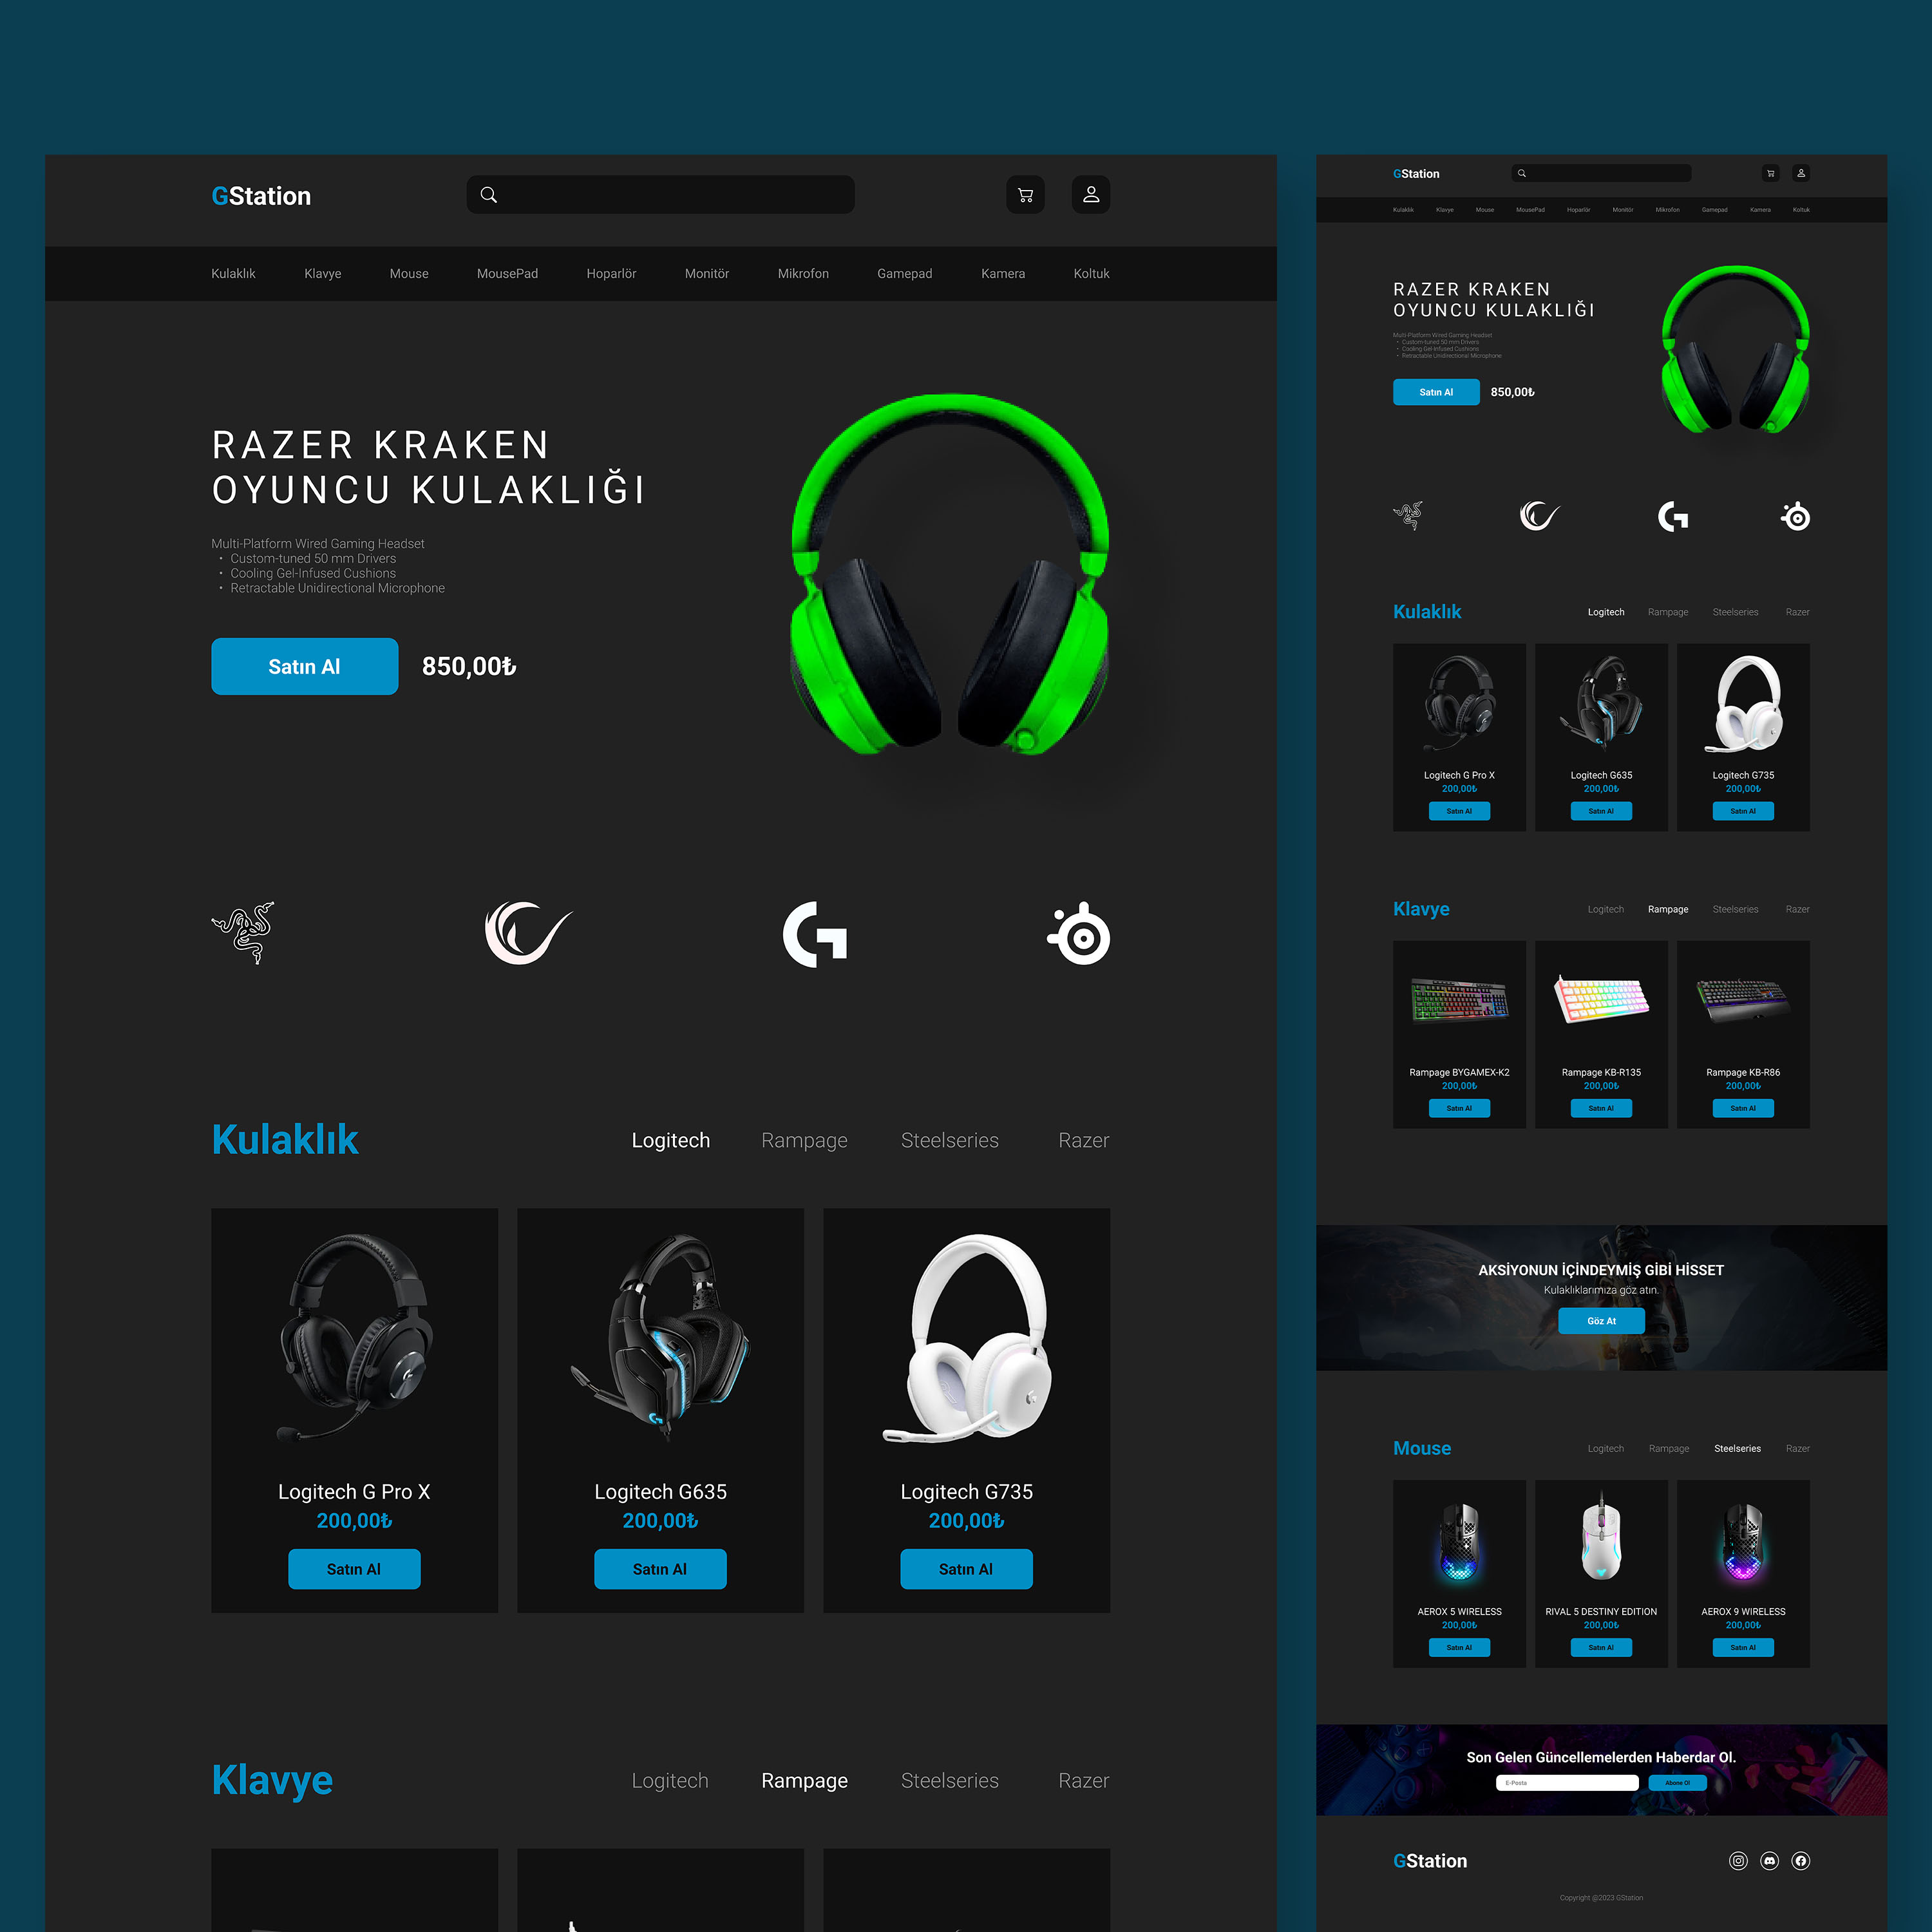 GStation
Kulaklık Klavye Mouse MousePad Hoparlör Monitör Mikrofon Gamepad Kamera Koltuk
RAZER KRAKEN
OYUNCU KULAKLIĞI
Multi-Platform Wired Gaming Headset
• Custom-tuned 50 mm Drivers
• Cooling Gel-Infused Cushions
• Retractable Unidirectional Microphone
Satın Al 850,00₺
Kulaklık Logitech Rampage Steelseries Razer
Logitech G Pro X Logitech G635 Logitech G735
200,00₺ 200,00₺ 200,00₺
Satın Al Satın Al Satın Al
Klavye Logitech Rampage Steelseries Razer
GStation
Kulaklık Klavye Mouse MousePad Hoparlör Monitör Mikrofon Gamepad Kamera Koltuk
RAZER KRAKEN
OYUNCU KULAKLIĞI
Multi-Platform Wired Gaming Headset
• Custom-tuned 50 mm Drivers
• Cooling Gel-Infused Cushions
• Retractable Unidirectional Microphone
Satın Al 850,00₺
Kulaklık Logitech Rampage Steelseries Razer
Logitech G Pro X Logitech G635 Logitech G735
200,00₺ 200,00₺ 200,00₺
Satın Al Satın Al Satın Al
Klavye Logitech Rampage Steelseries Razer
Rampage BYGAMEX-K2 Rampage KB-R135 Rampage KB-R86
200,00₺ 200,00₺ 200,00₺
Satın Al Satın Al Satın Al
AKSİYONUN İÇİNDEYMİŞ GİBİ HİSSET
Kulaklıklarımıza göz atın.
Göz At
Mouse Logitech Rampage Steelseries Razer
AEROX 5 WIRELESS RIVAL 5 DESTINY EDITION AEROX 9 WIRELESS
200,00₺ 200,00₺ 200,00₺
Satın Al Satın Al Satın Al
Son Gelen Güncellemelerden Haberdar Ol.
E-Posta Abone Ol
GStation
Copyright @2023 GStation